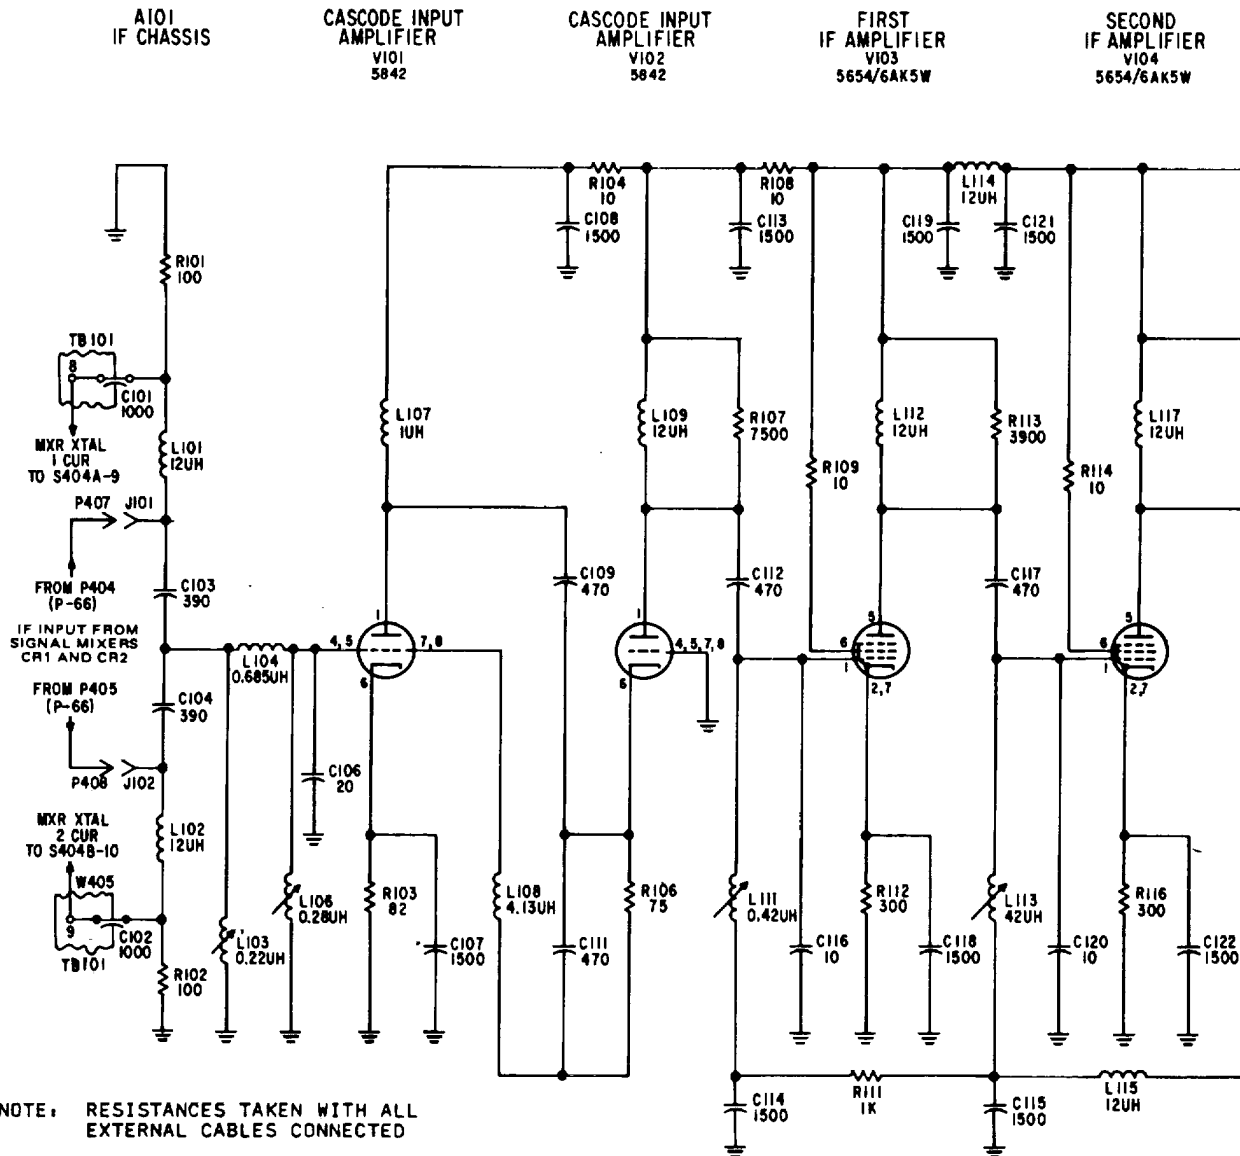 A101
IF CHASSIS
CASCODE INPUT
AMPLIFIER
V101
5842
CASCODE INPUT
AMPLIFIER
V102
5842
FIRST
IF AMPLIFIER
V103
5654/6AK5W
SECOND
IF AMPLIFIER
V104
5654/6AK5W
R104
10
R108
10
L114
12UH
C108
1500
C113
1500
C119
1500
C121
1500
R101
100
TB101
8
C101
1000
MXR XTAL
1 CUR
TO S404A-9
L101
12UH
L107
1UH
L109
12UH
R107
7500
L112
12UH
R113
3900
L117
12UH
R109
10
R114
10
P407 J101
FROM P404
(P-66)
C103
390
IF INPUT FROM
SIGNAL MIXERS
CR1 AND CR2
C109
470
C112
470
C117
470
1
4,5
7,8
6
1
4,5,7,8
6
5
6
1
2,7
5
6
1
2,7
L104
0.685UH
FROM P405
(P-66)
C104
390
P408 J102
C106
20
MXR XTAL
2 CUR
TO S404B-10
L102
12UH
W405
9
C102
1000
TB101
R102
100
L103
0.22UH
L106
0.28UH
R103
82
C107
1500
L108
4.13UH
C111
470
R106
75
L111
0.42UH
C116
10
R112
300
C118
1500
L113
42UH
C120
10
R116
300
C122
1500
C114
1500
R111
1K
C115
1500
L115
12UH
NOTE: RESISTANCES TAKEN WITH ALL
EXTERNAL CABLES CONNECTED